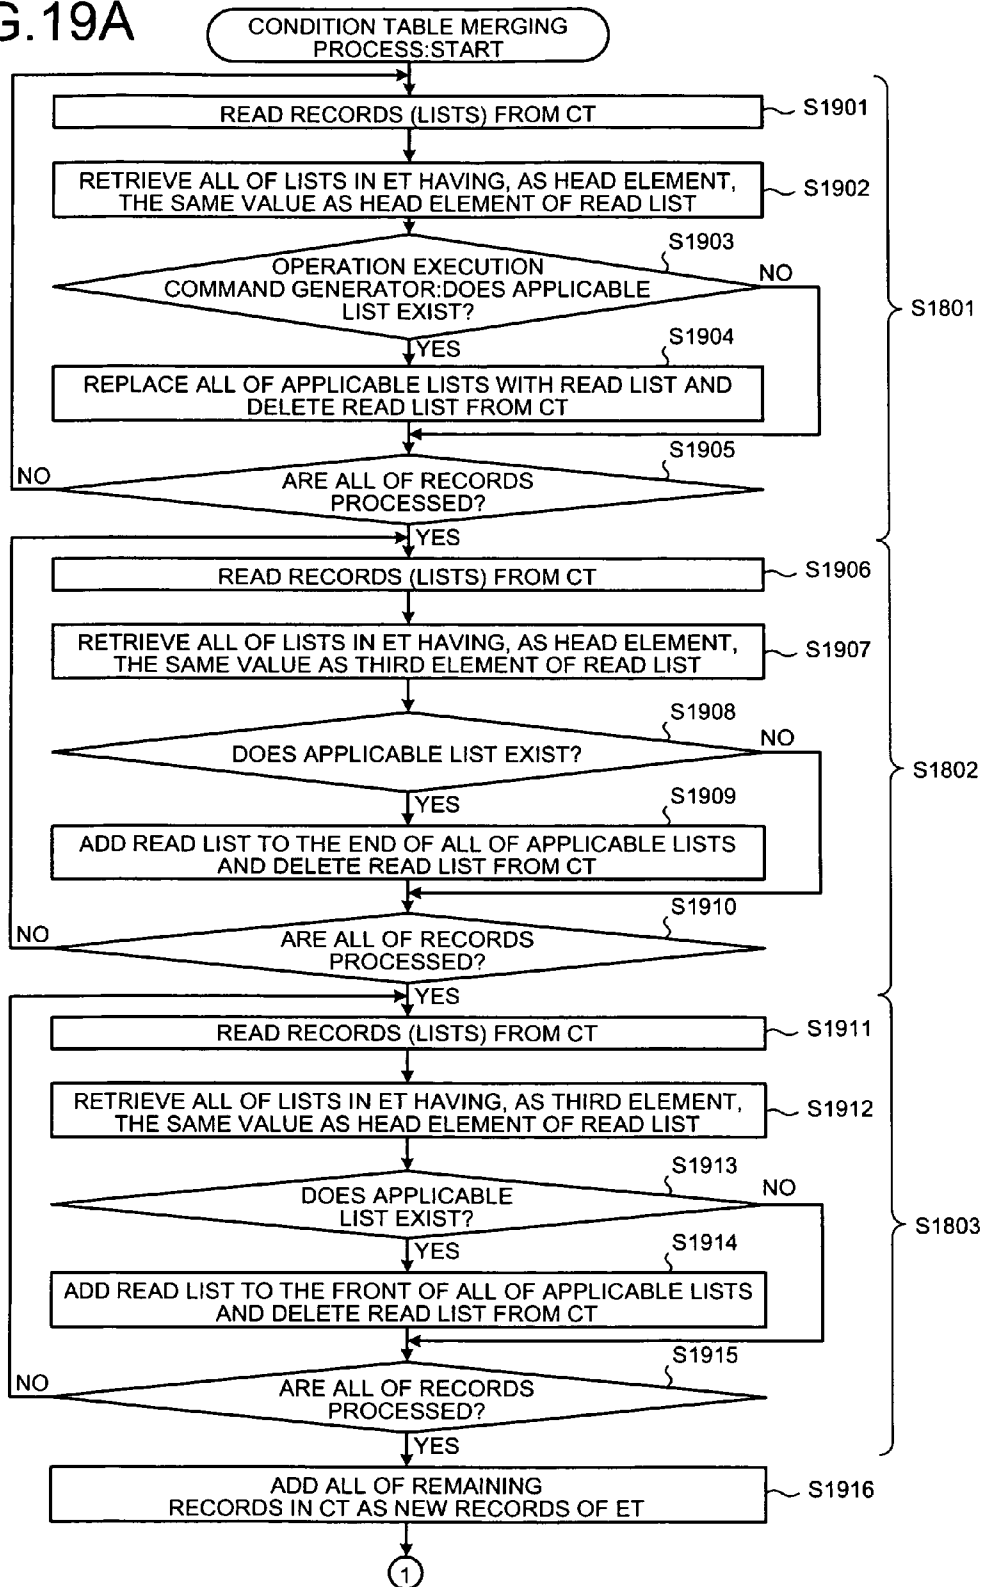 G.19A
CONDITION TABLE MERGING
PROCESS:START
READ RECORDS (LISTS) FROM CT
S1901
RETRIEVE ALL OF LISTS IN ET HAVING, AS HEAD ELEMENT,
THE SAME VALUE AS HEAD ELEMENT OF READ LIST
S1902
S1903
OPERATION EXECUTION
COMMAND GENERATOR:DOES APPLICABLE
LIST EXIST?
NO
YES
S1904
REPLACE ALL OF APPLICABLE LISTS WITH READ LIST AND
DELETE READ LIST FROM CT
S1905
NO
ARE ALL OF RECORDS
PROCESSED?
YES
S1801
READ RECORDS (LISTS) FROM CT
S1906
RETRIEVE ALL OF LISTS IN ET HAVING, AS HEAD ELEMENT,
THE SAME VALUE AS THIRD ELEMENT OF READ LIST
S1907
S1908
DOES APPLICABLE LIST EXIST?
NO
YES
S1909
ADD READ LIST TO THE END OF ALL OF APPLICABLE LISTS
AND DELETE READ LIST FROM CT
S1910
NO
ARE ALL OF RECORDS
PROCESSED?
YES
S1802
READ RECORDS (LISTS) FROM CT
S1911
RETRIEVE ALL OF LISTS IN ET HAVING, AS THIRD ELEMENT,
THE SAME VALUE AS HEAD ELEMENT OF READ LIST
S1912
S1913
DOES APPLICABLE
LIST EXIST?
NO
YES
S1914
ADD READ LIST TO THE FRONT OF ALL OF APPLICABLE LISTS
AND DELETE READ LIST FROM CT
S1915
NO
ARE ALL OF RECORDS
PROCESSED?
YES
S1803
ADD ALL OF REMAINING
RECORDS IN CT AS NEW RECORDS OF ET
S1916
1